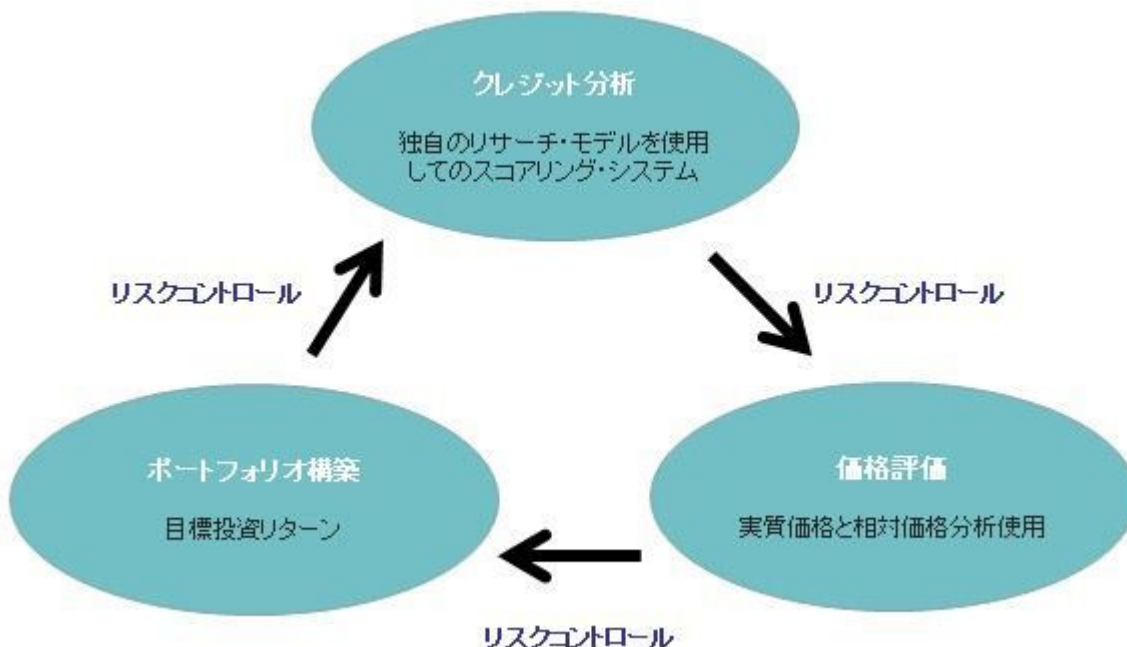 クレジット分析
独自のリサーチ・モデルを使用
してのスコアリング・システム
リスクコントロール
リスクコントロール
ポートフォリオ構築
目標投資リターン
価格評価
実質価格と相対価格分析使用
リスクコントロール